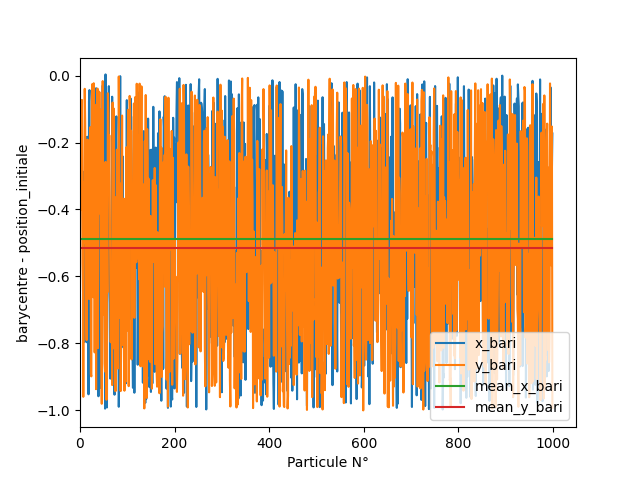 0.0
−0.2
−0.4
−0.6
−0.8
−1.0
barycentre - position_initiale
0
200
400
600
800
1000
Particule N°
x_bari
y_bari
mean_x_bari
mean_y_bari